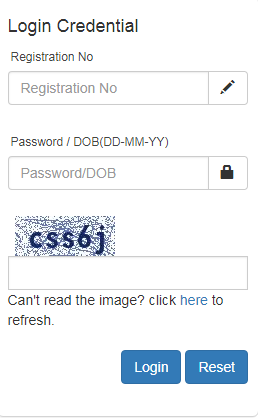 Login Credential
Registration No
Registration No
Password / DOB(DD-MM-YY)
Password/DOB
css6j
Can't read the image? click here to
refresh.
Login Reset